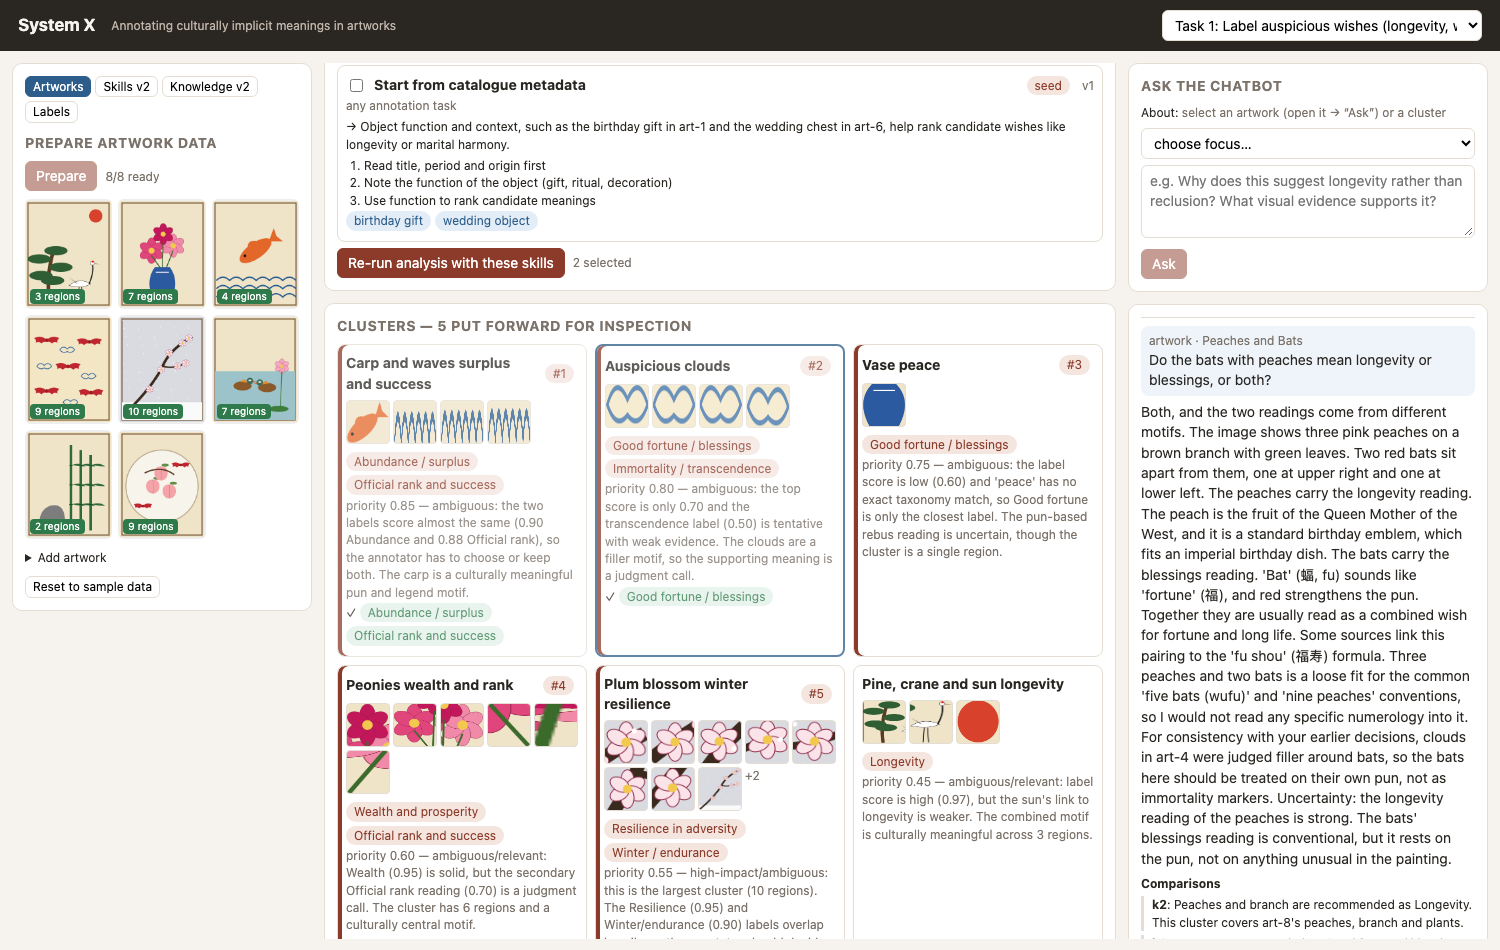 System X
Annotating culturally implicit meanings in artworks
Task 1: Label auspicious wishes (longevity, v
Artworks
Skills v2
Knowledge v2
Labels
PREPARE ARTWORK DATA
Prepare
8/8 ready
3 regions
7 regions
4 regions
9 regions
10 regions
7 regions
2 regions
9 regions
Add artwork
Reset to sample data
Start from catalogue metadata
seed
v1
any annotation task
→ Object function and context, such as the birthday gift in art-1 and the wedding chest in art-6, help rank candidate wishes like
longevity or marital harmony.
1. Read title, period and origin first
2. Note the function of the object (gift, ritual, decoration)
3. Use function to rank candidate meanings
birthday gift
wedding object
Re-run analysis with these skills
2 selected
CLUSTERS — 5 PUT FORWARD FOR INSPECTION
Carp and waves surplus
and success
#1
Abundance / surplus
Official rank and success
priority 0.85 — ambiguous: the two
labels score almost the same (0.90
Abundance and 0.88 Official rank), so
the annotator has to choose or keep
both. The carp is a culturally meaningful
pun and legend motif.
✓ Abundance / surplus
Official rank and success
Auspicious clouds
#2
Good fortune / blessings
Immortality / transcendence
priority 0.80 — ambiguous: the top
score is only 0.70 and the
transcendence label (0.50) is tentative
with weak evidence. The clouds are a
filler motif, so the supporting meaning is
a judgment call.
✓ Good fortune / blessings
Vase peace
#3
Good fortune / blessings
priority 0.75 — ambiguous: the label
score is low (0.60) and 'peace' has no
exact taxonomy match, so Good fortune
is only the closest label. The pun-based
rebus reading is uncertain, though the
cluster is a single region.
Peonies wealth and rank
#4
Wealth and prosperity
Official rank and success
priority 0.60 — ambiguous/relevant:
Wealth (0.95) is solid, but the secondary
Official rank reading (0.70) is a judgment
call. The cluster has 6 regions and a
culturally central motif.
Plum blossom winter
resilience
#5
+2
Resilience in adversity
Winter / endurance
priority 0.55 — high-impact/ambiguous:
this is the largest cluster (10 regions).
The Resilience (0.95) and
Winter/endurance (0.90) labels overlap
Pine, crane and sun longevity
Longevity
priority 0.45 — ambiguous/relevant: label
score is high (0.97), but the sun's link to
longevity is weaker. The combined motif
is culturally meaningful across 3 regions.
ASK THE CHATBOT
About: select an artwork (open it → “Ask”) or a cluster
choose focus...
e.g. Why does this suggest longevity rather than
reclusion? What visual evidence supports it?
Ask
artwork · Peaches and Bats
Do the bats with peaches mean longevity or
blessings, or both?
Both, and the two readings come from different
motifs. The image shows three pink peaches on a
brown branch with green leaves. Two red bats sit
apart from them, one at upper right and one at
lower left. The peaches carry the longevity reading.
The peach is the fruit of the Queen Mother of the
West, and it is a standard birthday emblem, which
fits an imperial birthday dish. The bats carry the
blessings reading. 'Bat' (蝠, fu) sounds like
'fortune' (福), and red strengthens the pun.
Together they are usually read as a combined wish
for fortune and long life. Some sources link this
pairing to the 'fu shou' (福寿) formula. Three
peaches and two bats is a loose fit for the common
'five bats (wufu)' and 'nine peaches' conventions,
so I would not read any specific numerology into it.
For consistency with your earlier decisions, clouds
in art-4 were judged filler around bats, so the bats
here should be treated on their own pun, not as
immortality markers. Uncertainty: the longevity
reading of the peaches is strong. The bats'
blessings reading is conventional, but it rests on
the pun, not on anything unusual in the painting.
Comparisons
k2: Peaches and branch are recommended as Longevity.
This cluster covers art-8's peaches, branch and plants.